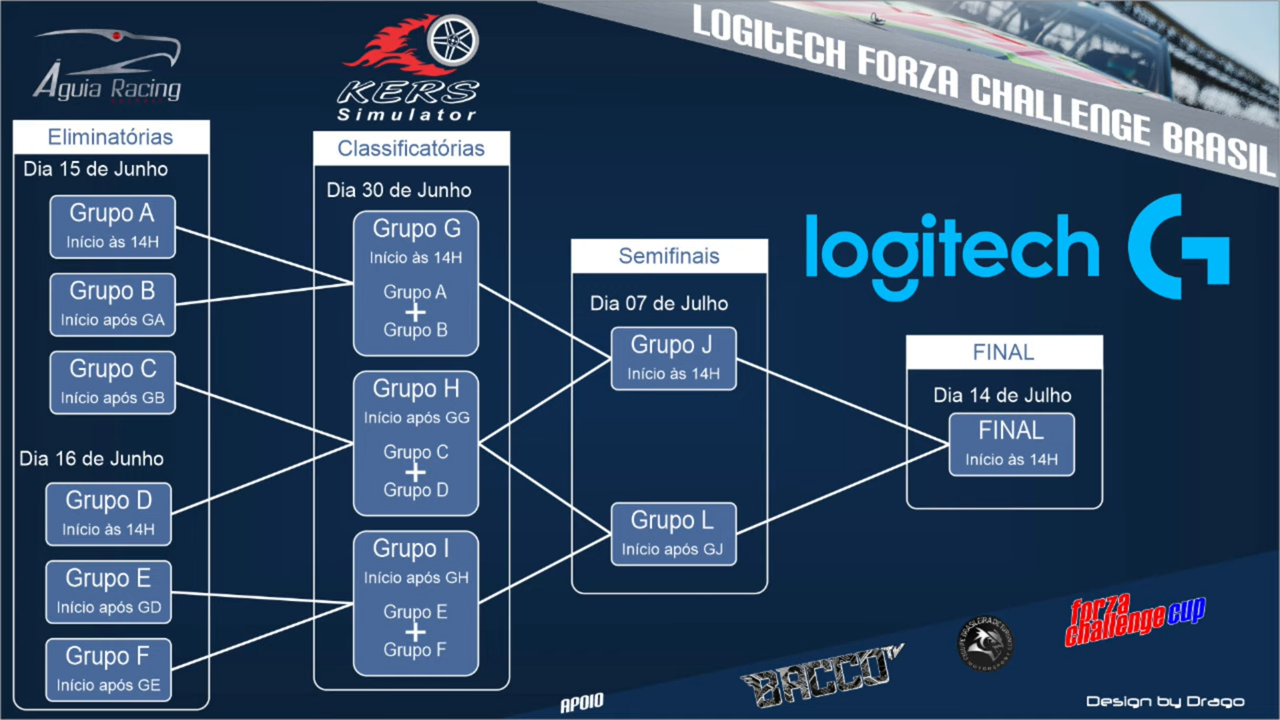 Águia Racing
KERS
Simulator
LOGITECH FORZA CHALLENGE BRASIL
Eliminatórias
Dia 15 de Junho
Grupo A
Início às 14H
Grupo B
Início após GA
Grupo C
Início após GB
Dia 16 de Junho
Grupo D
Início às 14H
Grupo E
Início após GD
Grupo F
Início após GE
Classificatórias
Dia 30 de Junho
Grupo G
Início às 14H
Grupo A
+
Grupo B
Grupo H
Início após GG
Grupo C
+
Grupo D
Grupo I
Início após GH
Grupo E
+
Grupo F
Semifinais
Dia 07 de Julho
Grupo J
Início às 14H
Grupo L
Início após GJ
logitech G
FINAL
Dia 14 de Julho
FINAL
Início às 14H
APOIO
BACCO TV
forza
challenge cup
Design by Drago